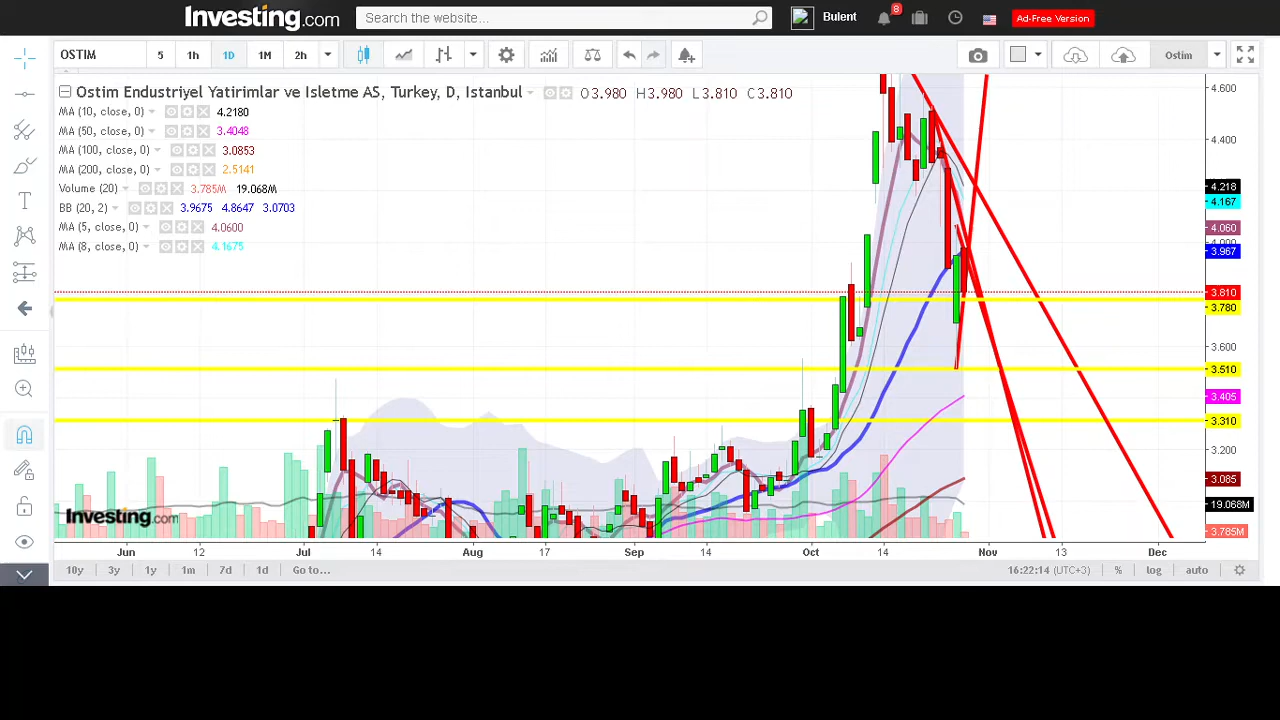 Investing.com
Search the website...
Bulent
8
Ad-Free Version
OSTIM
5 1h 1D 1M 2h
Ostim
Ostim Endustriyel Yatirimlar ve Isletme AS, Turkey, D, Istanbul O3.980 H3.980 L3.810 C3.810
MA (10, close, 0) 4.2180
MA (50, close, 0) 3.4048
MA (100, close, 0) 3.0853
MA (200, close, 0) 2.5141
Volume (20) 3.785M 19.068M
BB (20, 2) 3.9675 4.8647 3.0703
MA (5, close, 0) 4.0600
MA (8, close, 0) 4.1675
4.600
4.400
4.218
4.167
4.060
4.000
3.967
3.810
3.780
3.600
3.510
3.405
3.310
3.200
3.085
19.068M
3.785M
Investing.com
Jun 12 Jul 14 Aug 17 Sep 14 Oct 14 Nov 13 Dec
10y 3y 1y 1m 7d 1d Go to...
16:22:14 (UTC+3) % log auto